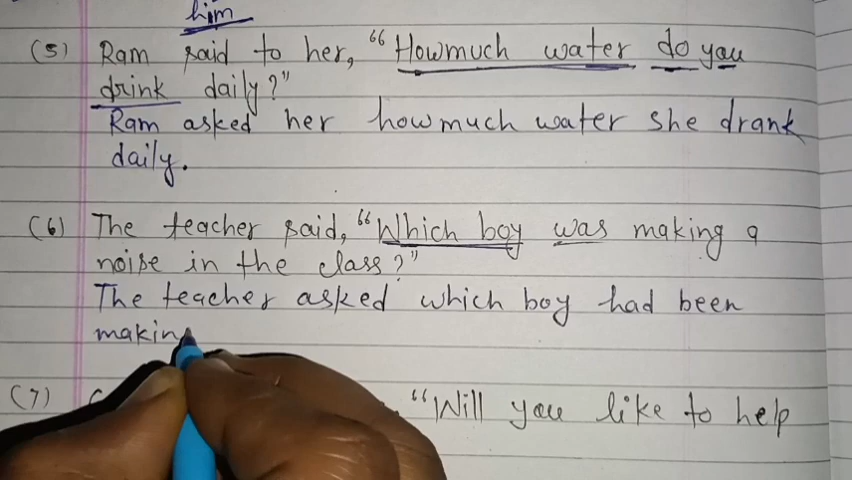 him
(5) Ram said to her, "Howmuch water do you
drink daily?"
Ram asked her howmuch water she drank
daily.
(6) The teacher said, "Which boy was making a
noise in the class?"
The teacher asked which boy had been
making
(7) "Will you like to help